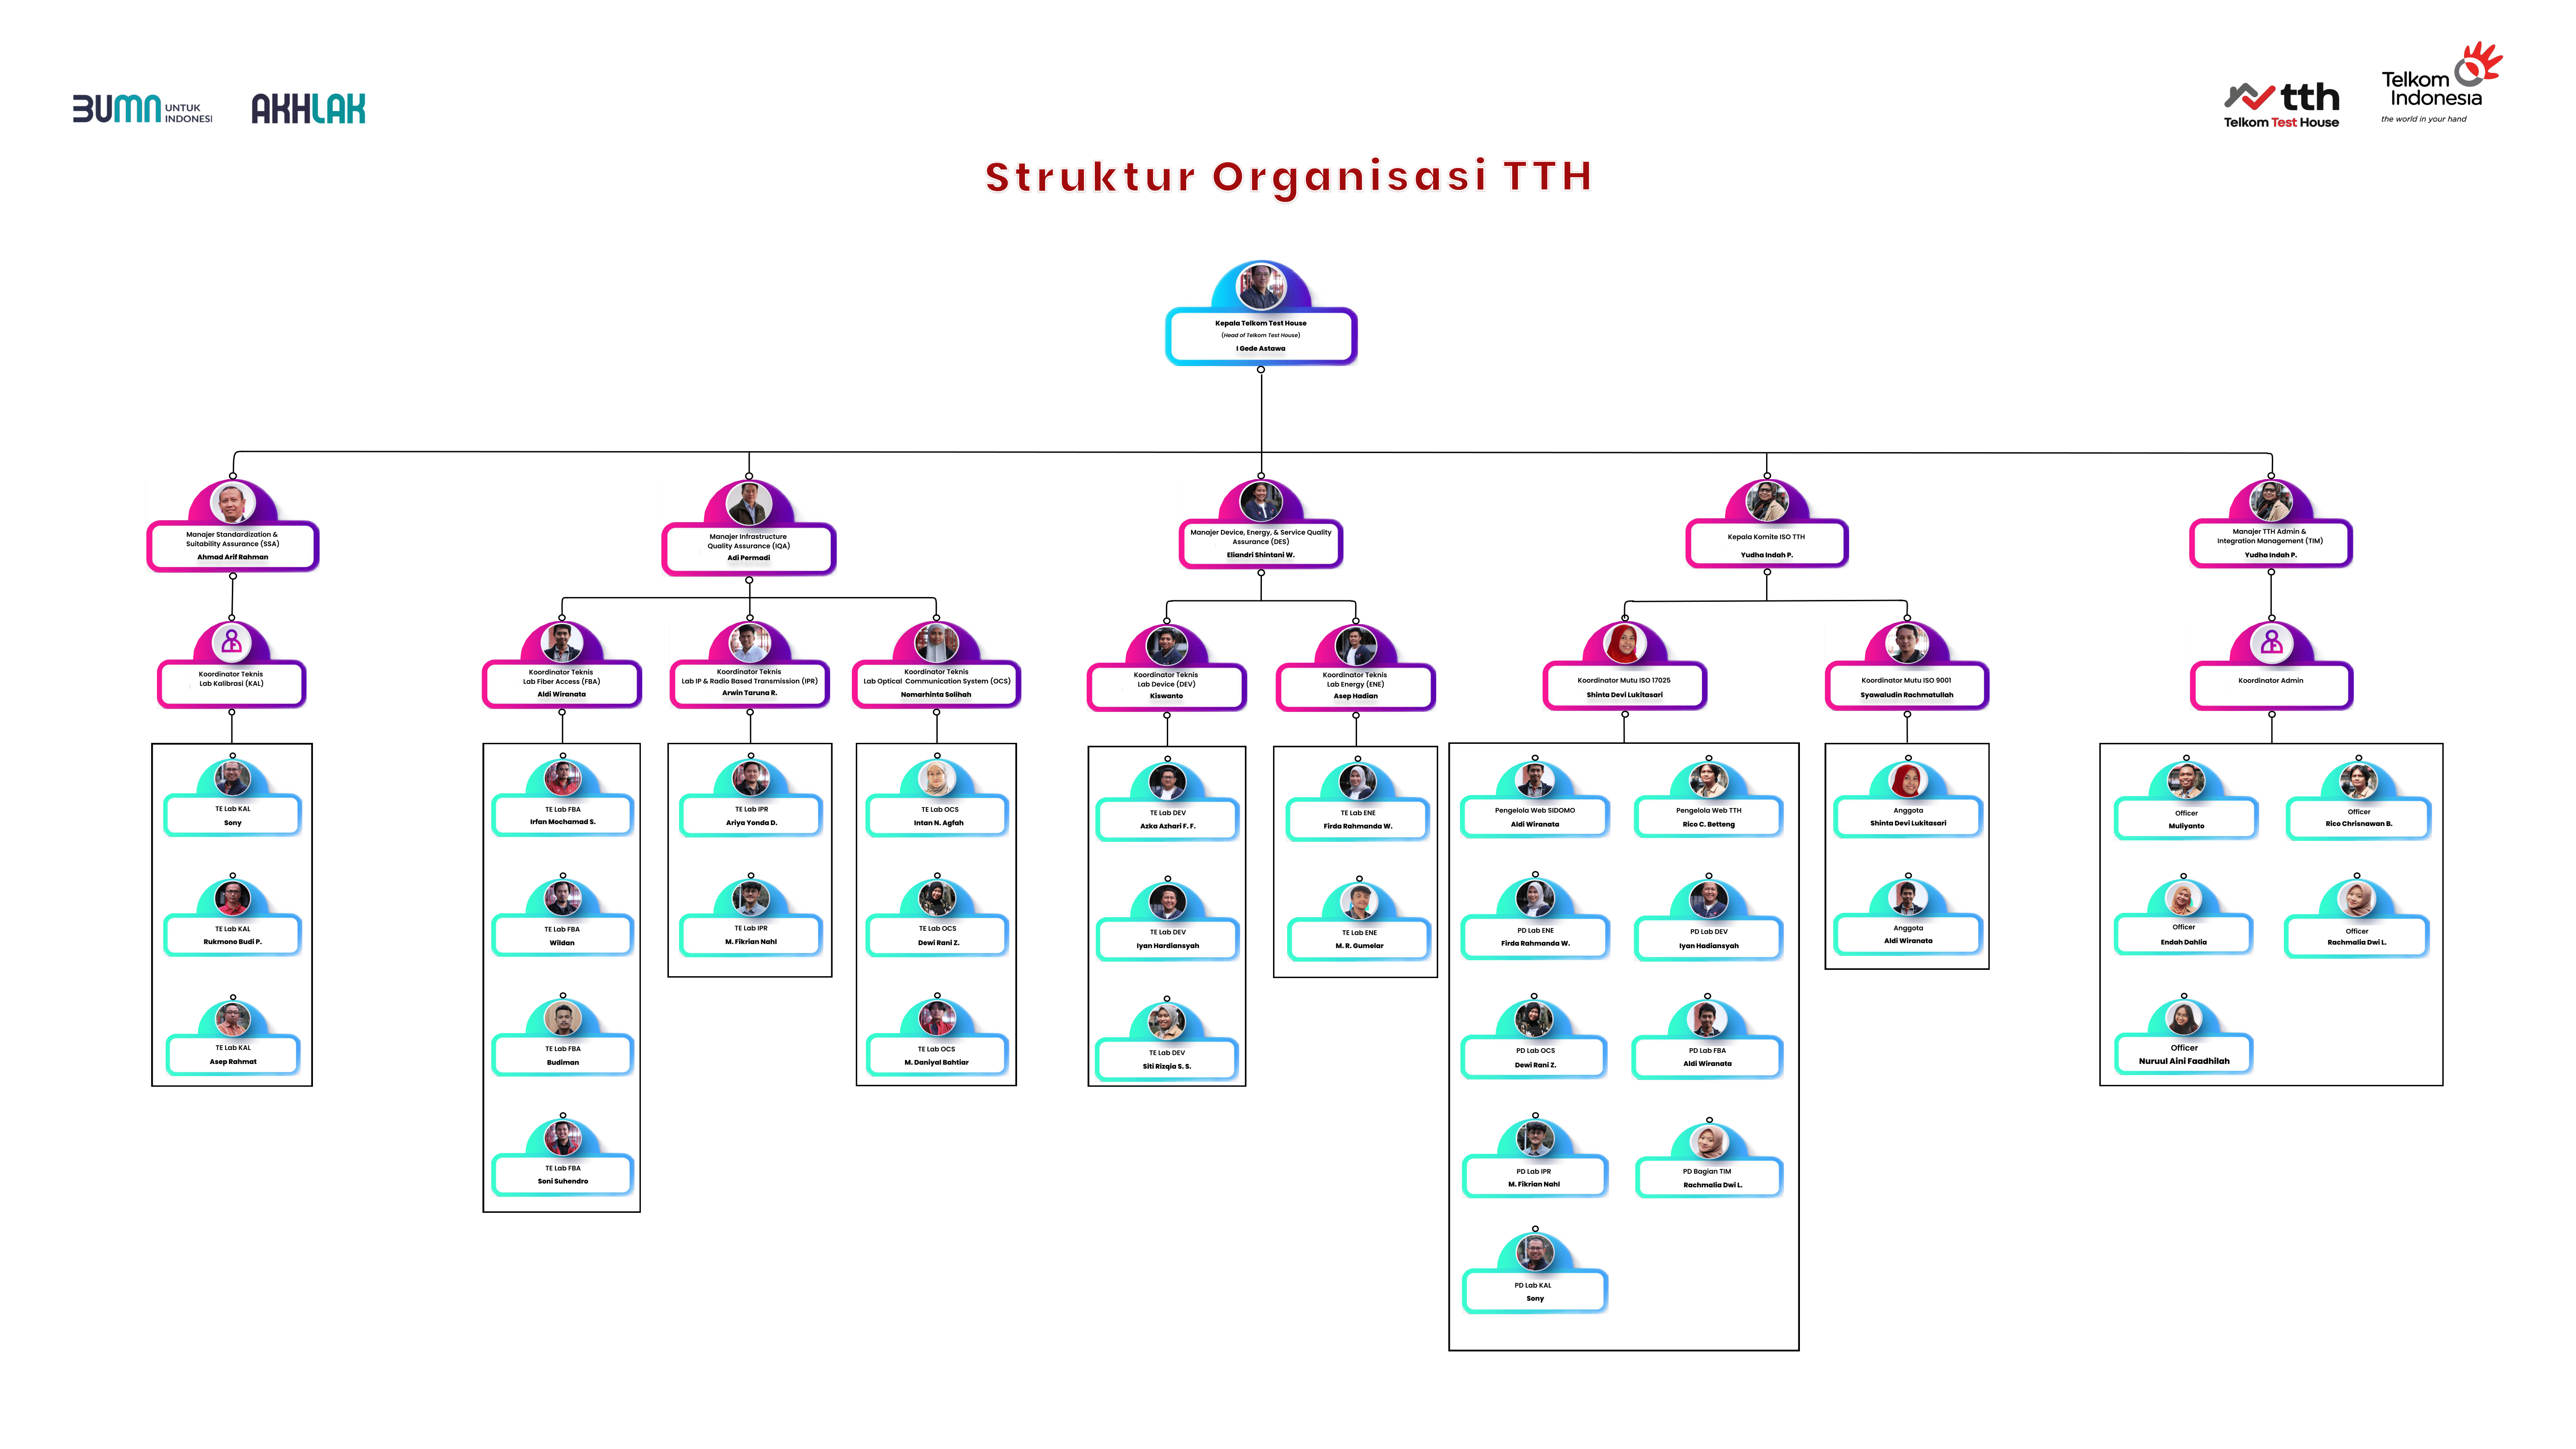 BUMN UNTUK
INDONESI
AKHLAK
tth
Telkom Test House
Telkom
Indonesia
the world in your hand
Struktur Organisasi TTH
Kepala Telkom Test House
(Head of Telkom Test House)
I Gede Astawa
Manajer Standardization &
Suitability Assurance (SSA)
Ahmad Arif Rahman
Manajer Infrastructure
Quality Assurance (IQA)
Adi Permadi
Manajer Device, Energy, & Service Quality
Assurance (DES)
Eliandri Shintani W.
Kepala Komite ISO TTH
Yudha Indah P.
Manajer TTH Admin &
Integration Management (TIM)
Yudha Indah P.
Koordinator Teknis
Lab Kalibrasi (KAL)
Koordinator Teknis
Lab Fiber Access (FBA)
Aldi Wiranata
Koordinator Teknis
Lab IP & Radio Based Transmission (IPR)
Arwin Taruna R.
Koordinator Teknis
Lab Optical Communication System (OCS)
Nomarhinta Solihah
Koordinator Teknis
Lab Device (DEV)
Kiswanto
Koordinator Teknis
Lab Energy (ENE)
Asep Hadian
Koordinator Mutu ISO 17025
Shinta Devi Lukitasari
Koordinator Mutu ISO 9001
Syawaludin Rachmatullah
Koordinator Admin
TE Lab KAL
Sony
TE Lab KAL
Rukmono Budi P.
TE Lab KAL
Asep Rahmat
TE Lab FBA
Irfan Mochamad S.
TE Lab FBA
Wildan
TE Lab FBA
Budiman
TE Lab FBA
Soni Suhendro
TE Lab IPR
Ariya Yonda D.
TE Lab IPR
M. Fikrian Nahl
TE Lab OCS
Intan N. Agfah
TE Lab OCS
Dewi Rani Z.
TE Lab OCS
M. Daniyal Bahtiar
TE Lab DEV
Azka Azhari F. F.
TE Lab DEV
Iyan Hardiansyah
TE Lab DEV
Siti Rizqia S. S.
TE Lab ENE
Firda Rahmanda W.
TE Lab ENE
M. R. Gumelar
Pengelola Web SIDOMO
Aldi Wiranata
Pengelola Web TTH
Rico C. Betteng
PD Lab ENE
Firda Rahmanda W.
PD Lab DEV
Iyan Hadiansyah
PD Lab OCS
Dewi Rani Z.
PD Lab FBA
Aldi Wiranata
PD Lab IPR
M. Fikrian Nahl
PD Bagian TIM
Rachmalia Dwi L.
PD Lab KAL
Sony
Anggota
Shinta Devi Lukitasari
Anggota
Aldi Wiranata
Officer
Muliyanto
Officer
Rico Chrisnawan B.
Officer
Endah Dahlia
Officer
Rachmalia Dwi L.
Officer
Nuruul Aini Faadhilah